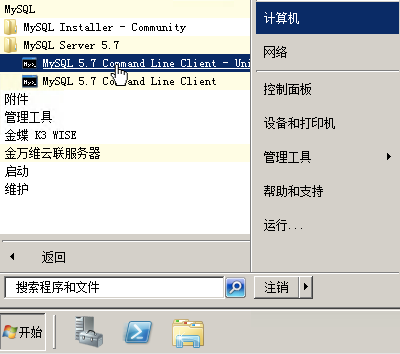 MySQL
MySQL Installer - Community
MySQL Server 5.7
MySQL 5.7 Command Line Client - Uni
MySQL 5.7 Command Line Client
附件
管理工具
金蝶 K3 WISE
金万维云联服务器
启动
维护
返回
搜索程序和文件
计算机
网络
控制面板
设备和打印机
管理工具
帮助和支持
运行...
注销
开始